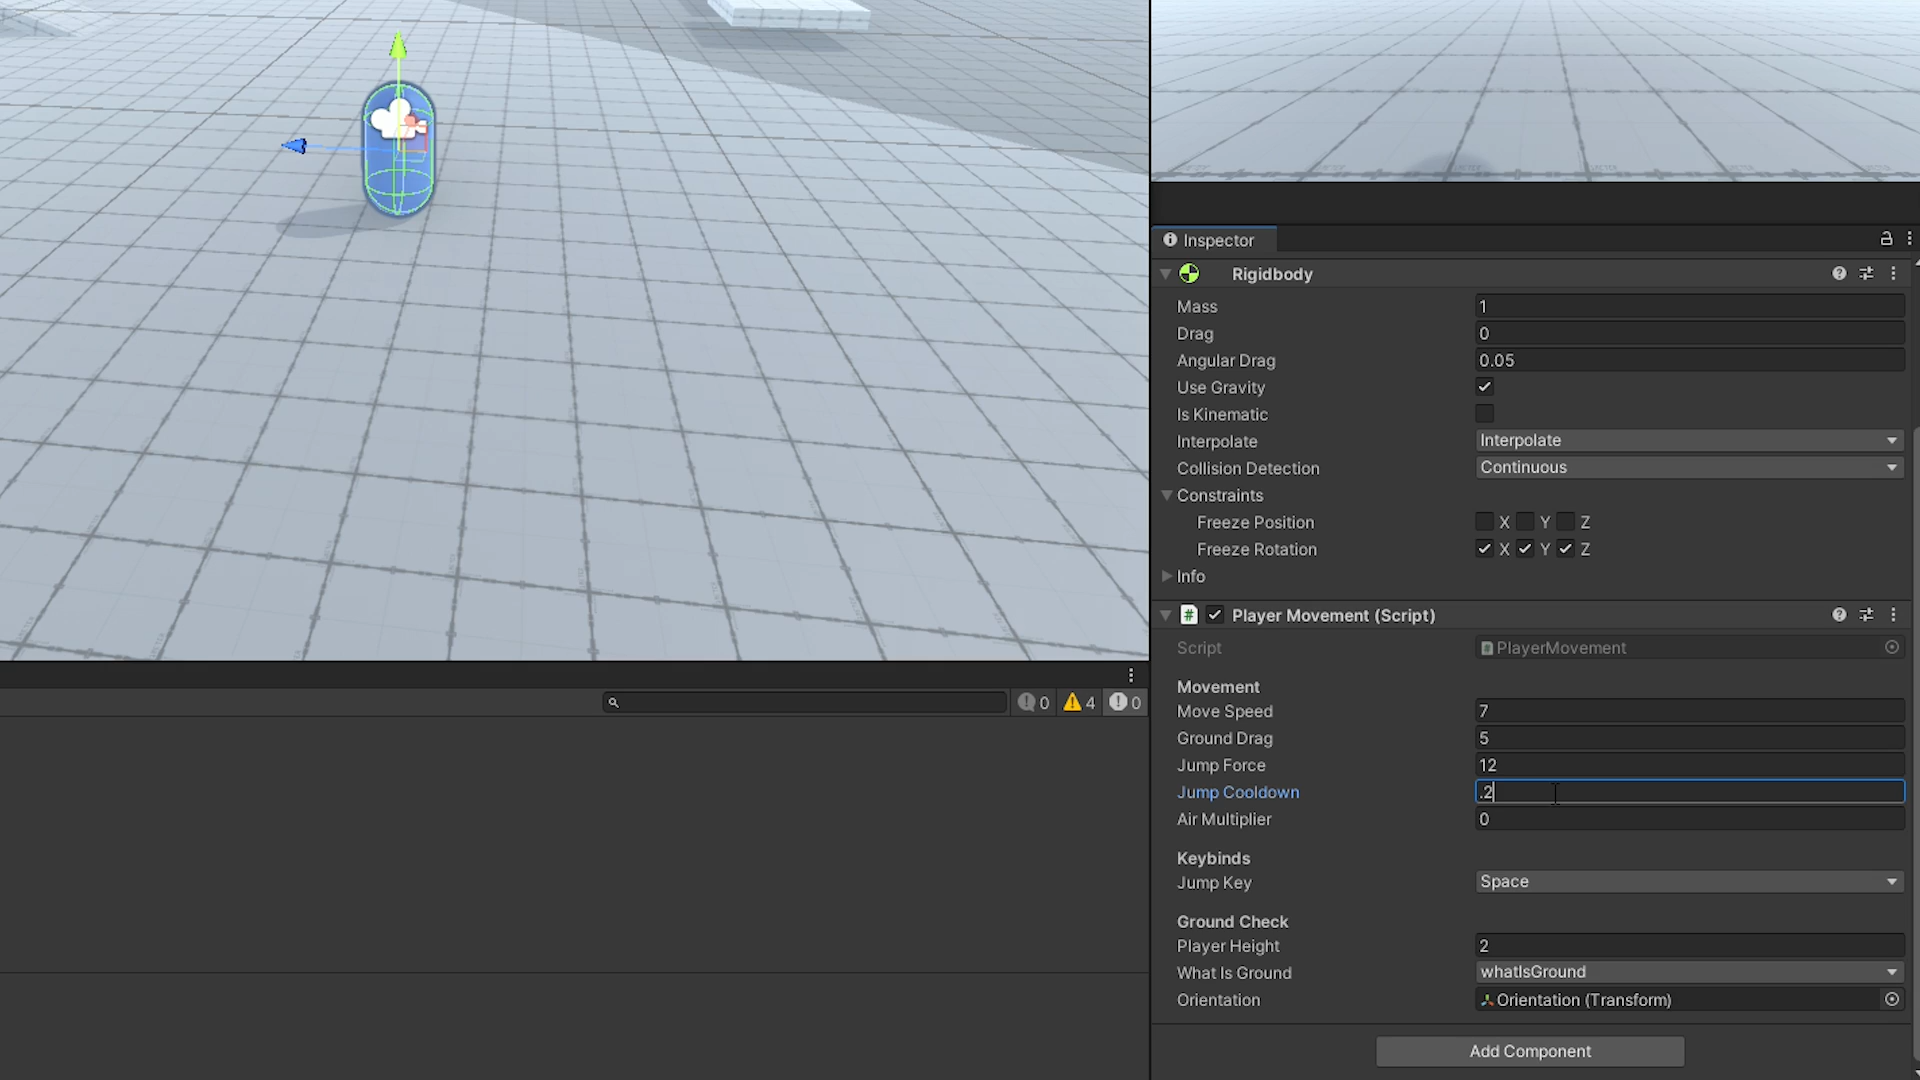 Inspector
Rigidbody
Mass 1
Drag 0
Angular Drag 0.05
Use Gravity
Is Kinematic
Interpolate Interpolate
Collision Detection Continuous
Constraints
Freeze Position X Y Z
Freeze Rotation X Y Z
Info
Player Movement (Script)
Script PlayerMovement
Movement
Move Speed 7
0 4 0
Ground Drag 5
Jump Force 12
Jump Cooldown .2
Air Multiplier 0
Keybinds
Jump Key Space
Ground Check
Player Height 2
What Is Ground whatIsGround
Orientation Orientation (Transform)
Add Component